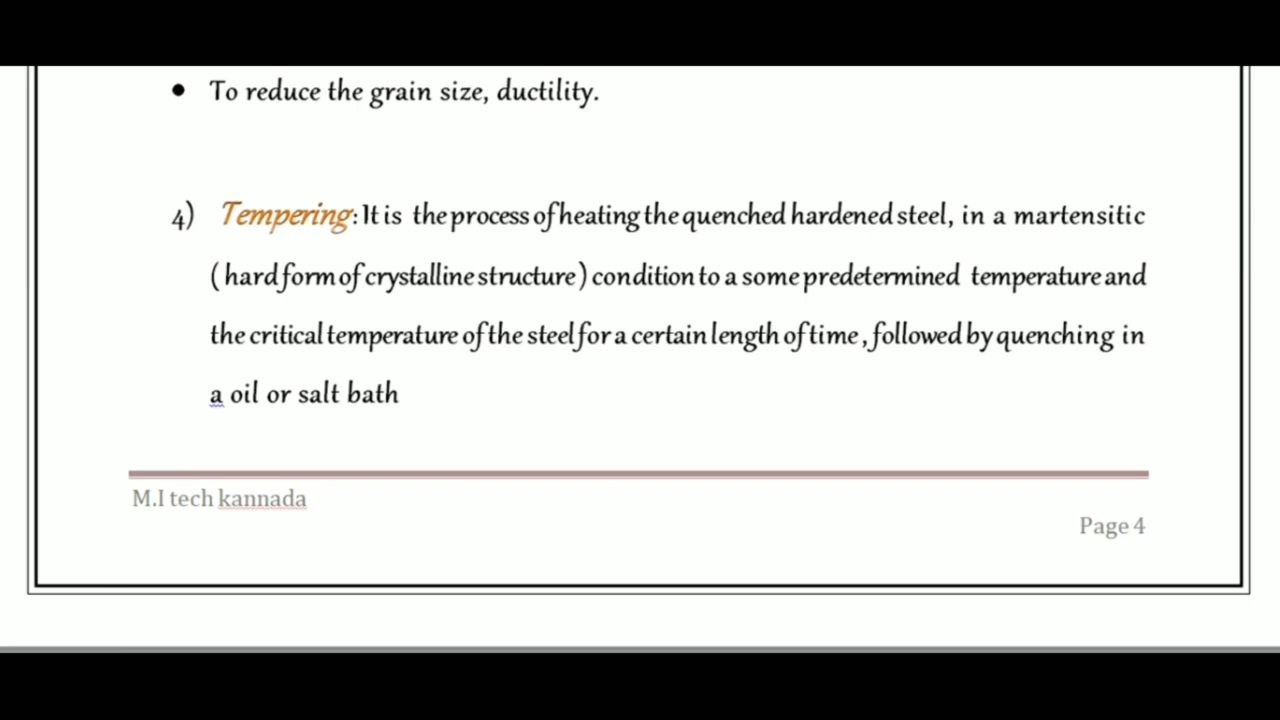 • To reduce the grain size, ductility.
4) Tempering: It is the process of heating the quenched hardened steel, in a martensitic
( hard form of crystalline structure ) condition to a some predetermined temperature and
the critical temperature of the steel for a certain length of time , followed by quenching in
a oil or salt bath
M.I tech kannada
Page 4